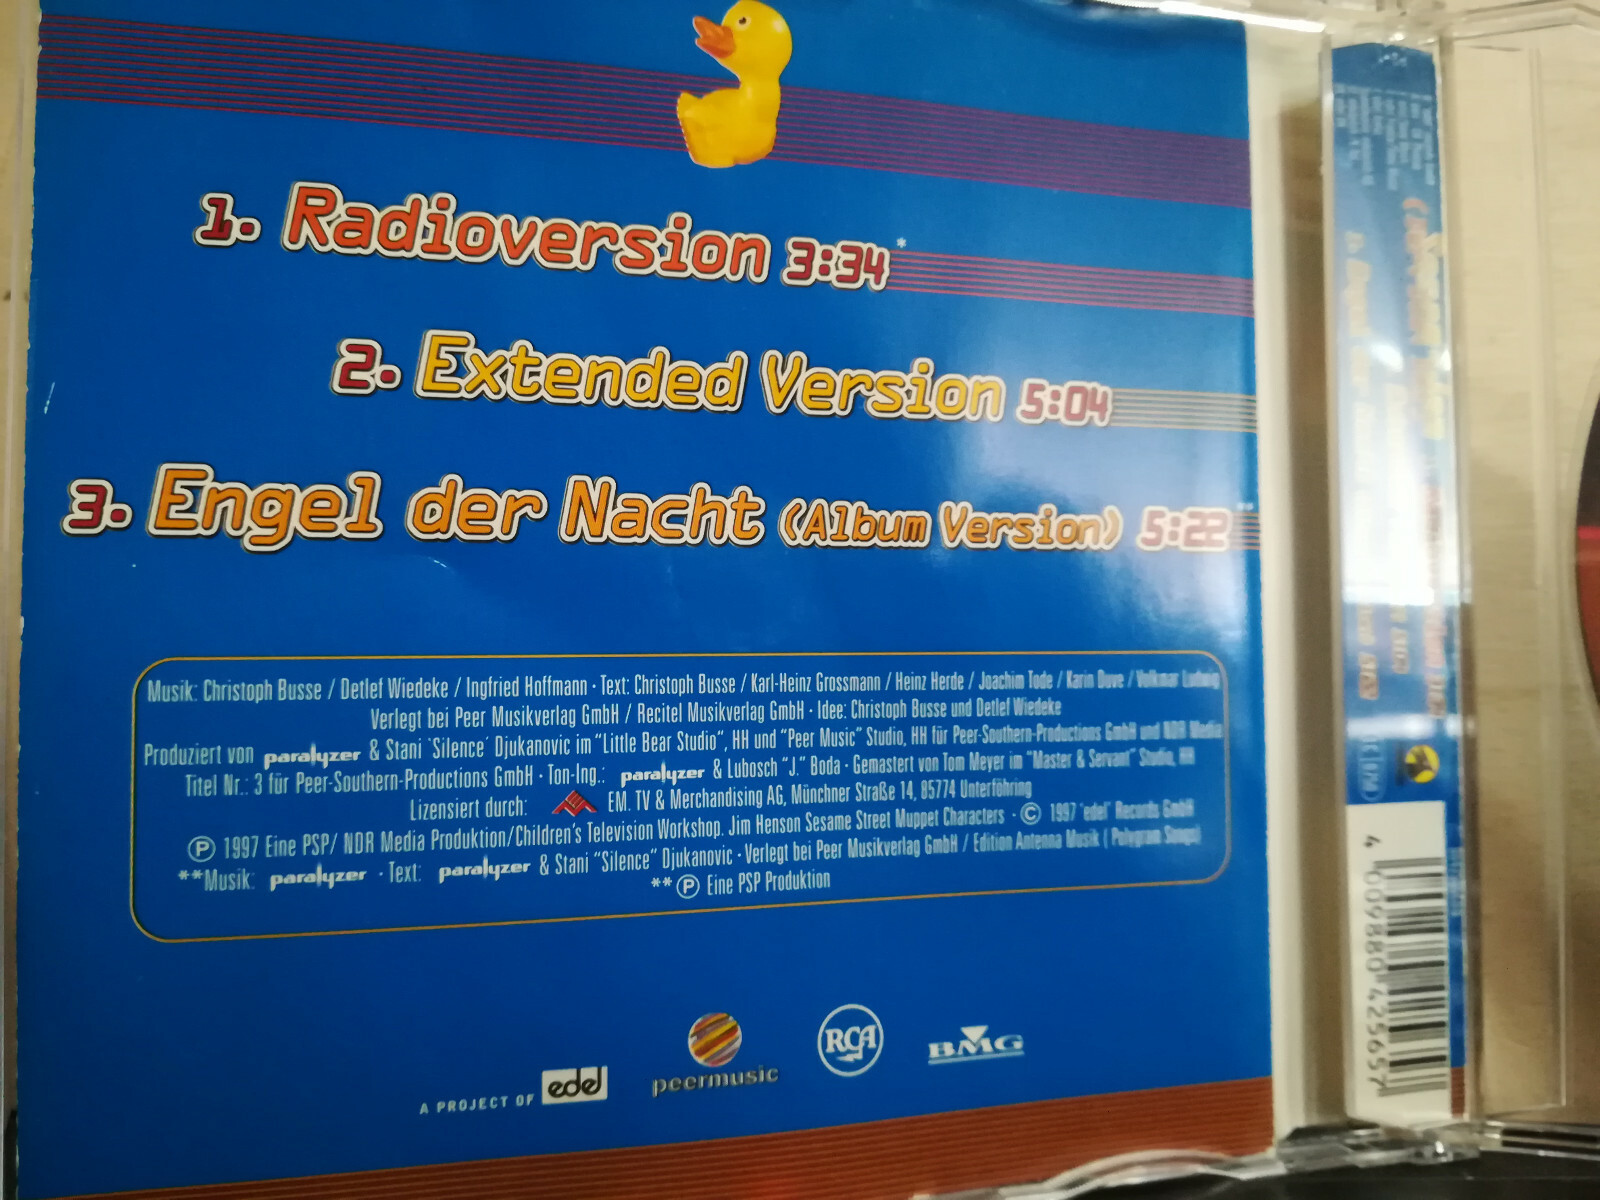 1. Radioversion 3:34*
2. Extended Version 5:04
3. Engel der Nacht (Album Version) 5:22**
Musik: Christoph Busse / Detlef Wiedeke / Ingfried Hoffmann · Text: Christoph Busse / Karl-Heinz Grossmann / Heinz Herde / Joachim Tode / Karin Duve / Volkmar Ludwig
Verlegt bei Peer Musikverlag GmbH / Recitel Musikverlag GmbH · Idee: Christoph Busse und Detlef Wiedeke
Produziert von paralyzer & Stani 'Silence' Djukanovic im "Little Bear Studio", HH und "Peer Music" Studio, HH für Peer-Southern-Productions GmbH und NDR Media
Titel Nr.: 3 für Peer-Southern-Productions GmbH · Ton-Ing.: paralyzer & Lubosch "J." Boda · Gemastert von Tom Meyer im "Master & Servant" Studio, HH
Lizensiert durch: EM. TV & Merchandising AG, Münchner Straße 14, 85774 Unterföhring
Ⓟ 1997 Eine PSP/ NDR Media Produktion/Children's Television Workshop. Jim Henson Sesame Street Muppet Characters · © 1997 "edel" Records GmbH
**Musik: paralyzer · Text: paralyzer & Stani "Silence" Djukanovic · Verlegt bei Peer Musikverlag GmbH / Edition Antenna Musik ( Polygram Songs)
** Ⓟ Eine PSP Produktion
A PROJECT OF edel
peermusic
RCA
BMG
4 009880 425657